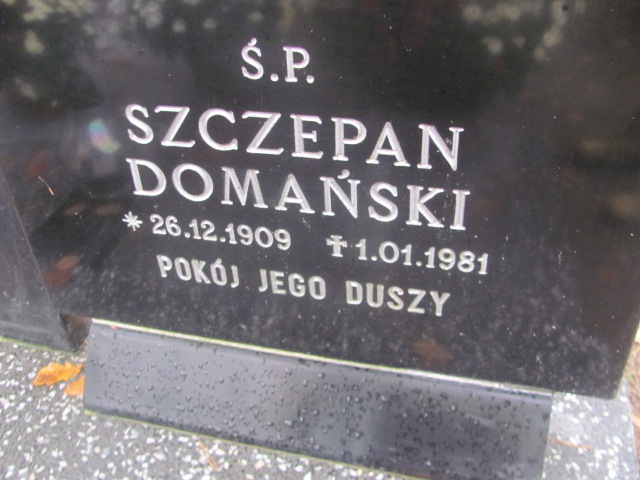 Ś.P.
SZCZEPAN
DOMAŃSKI
* 26.12.1909 ✝ 1.01.1981
POKÓJ JEGO DUSZY